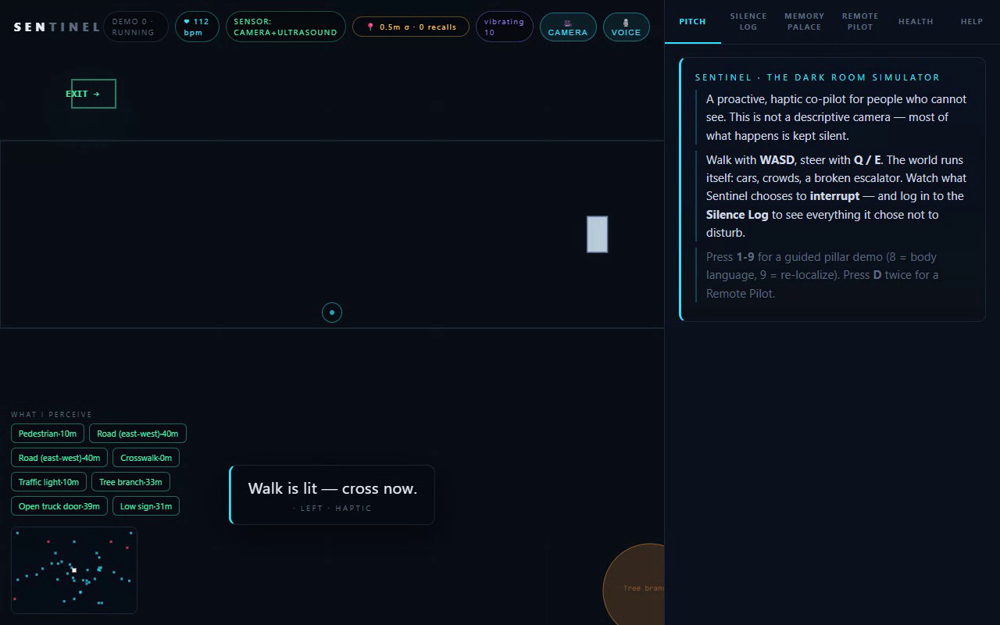 SENTINEL
DEMO 0 ·
RUNNING
112
bpm
SENSOR:
CAMERA+ULTRASOUND
0.5m σ · 0 recalls
vibrating
10
CAMERA
VOICE
PITCH
SILENCE
LOG
MEMORY
PALACE
REMOTE
PILOT
HEALTH
HELP
EXIT →
SENTINEL · THE DARK ROOM SIMULATOR
A proactive, haptic co-pilot for people who cannot
see. This is not a descriptive camera — most of
what happens is kept silent.
Walk with WASD, steer with Q / E. The world runs
itself: cars, crowds, a broken escalator. Watch what
Sentinel chooses to interrupt — and log in to the
Silence Log to see everything it chose not to
disturb.
Press 1-9 for a guided pillar demo (8 = body
language, 9 = re-localize). Press D twice for a
Remote Pilot.
WHAT I PERCEIVE
Pedestrian·10m
Road (east-west)·40m
Road (east-west)·40m
Crosswalk·0m
Traffic light·10m
Tree branch·33m
Open truck door·39m
Low sign·31m
Walk is lit — cross now.
· LEFT · HAPTIC
Tree branc